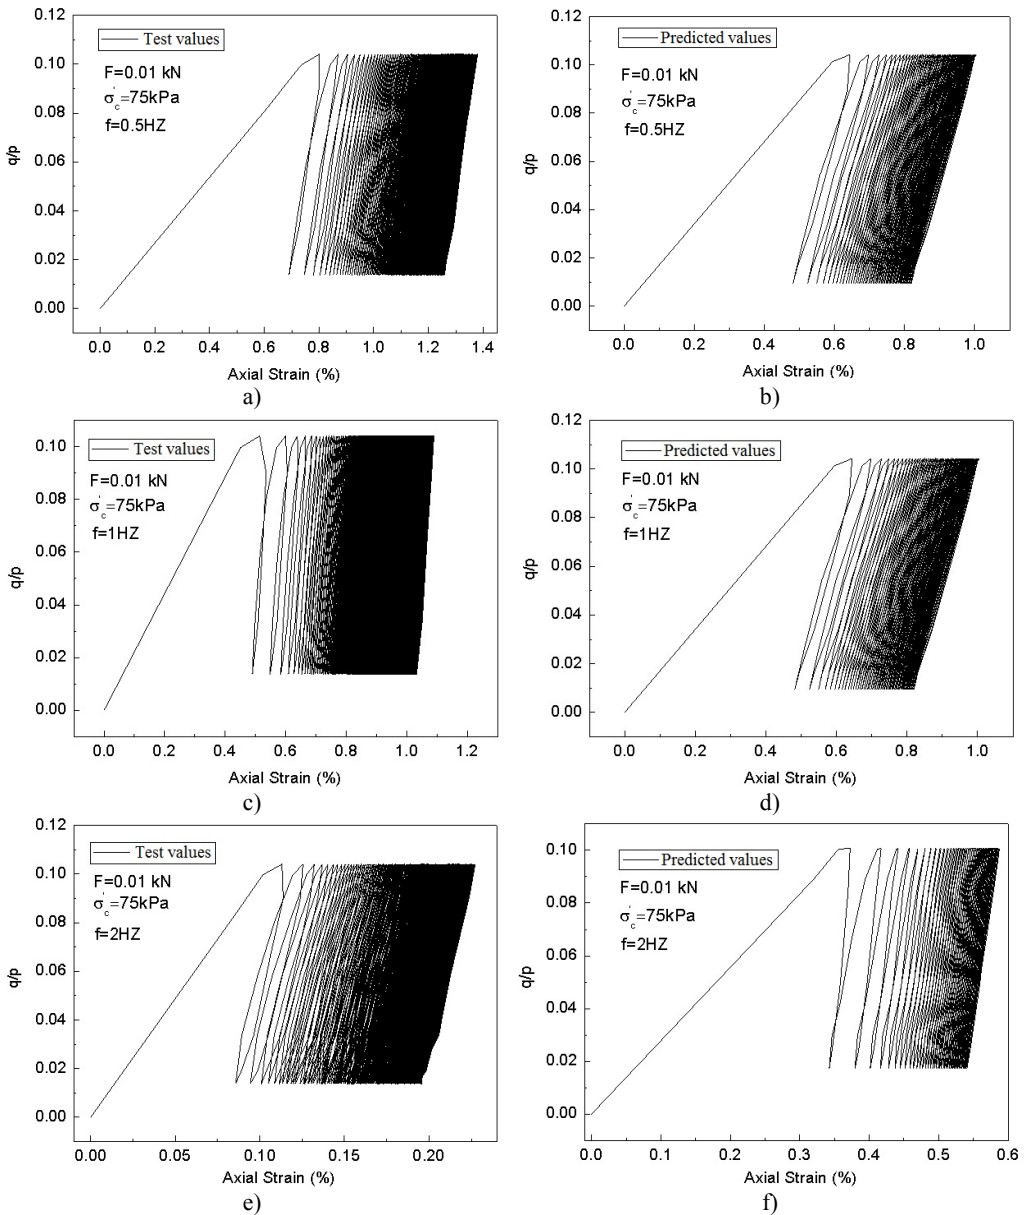 0.12
0.10
0.08
0.06
0.04
0.02
0.00
q/p
Test values
F=0.01 kN
σ'c=75kPa
f=0.5HZ
0.0 0.2 0.4 0.6 0.8 1.0 1.2 1.4
Axial Strain (%)
a)
0.12
0.10
0.08
0.06
0.04
0.02
0.00
q/p
Predicted values
F=0.01 kN
σ'c=75kPa
f=0.5HZ
0.0 0.2 0.4 0.6 0.8 1.0
Axial Strain (%)
b)
0.10
0.08
0.06
0.04
0.02
0.00
q/p
Test values
F=0.01 kN
σ'c=75kPa
f=1HZ
0.0 0.2 0.4 0.6 0.8 1.0 1.2
Axial Strain (%)
c)
0.12
0.10
0.08
0.06
0.04
0.02
0.00
q/p
Predicted values
F=0.01 kN
σ'c=75kPa
f=1HZ
0.0 0.2 0.4 0.6 0.8 1.0
Axial Strain (%)
d)
0.12
0.10
0.08
0.06
0.04
0.02
0.00
q/p
Test values
F=0.01 kN
σ'c=75kPa
f=2HZ
0.00 0.05 0.10 0.15 0.20
Axial Strain (%)
e)
0.10
0.08
0.06
0.04
0.02
0.00
q/p
Predicted values
F=0.01 kN
σ'c=75kPa
f=2HZ
0.0 0.1 0.2 0.3 0.4 0.5 0.6
Axial Strain (%)
f)